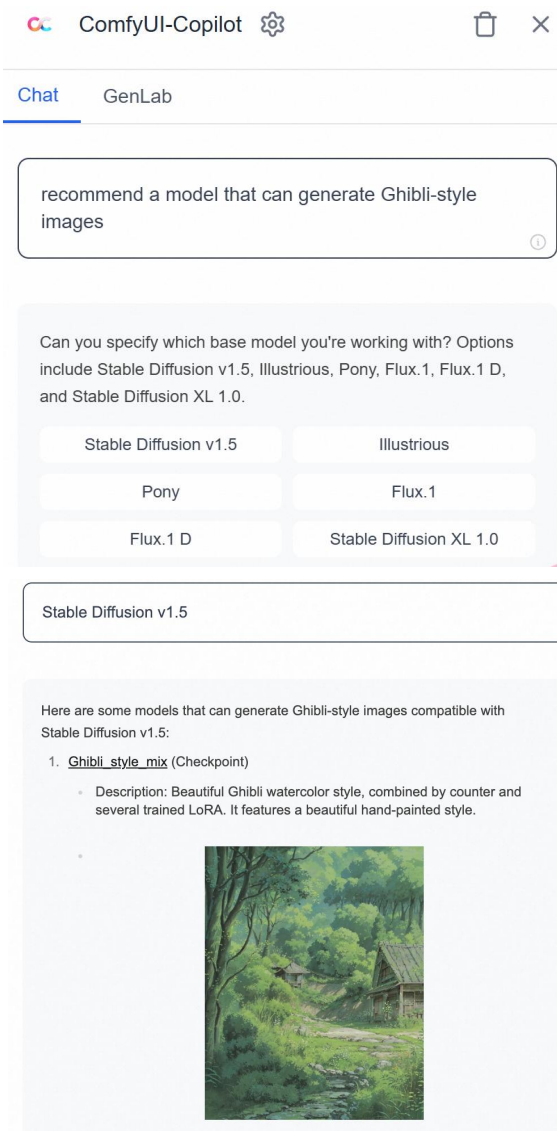 ComfyUI-Copilot
Chat GenLab
recommend a model that can generate Ghibli-style
images
Can you specify which base model you're working with? Options
include Stable Diffusion v1.5, Illustrious, Pony, Flux.1, Flux.1 D,
and Stable Diffusion XL 1.0.
Stable Diffusion v1.5 Illustrious
Pony Flux.1
Flux.1 D Stable Diffusion XL 1.0
Stable Diffusion v1.5
Here are some models that can generate Ghibli-style images compatible with
Stable Diffusion v1.5:
1. Ghibli_style_mix (Checkpoint)
Description: Beautiful Ghibli watercolor style, combined by counter and
several trained LoRA. It features a beautiful hand-painted style.